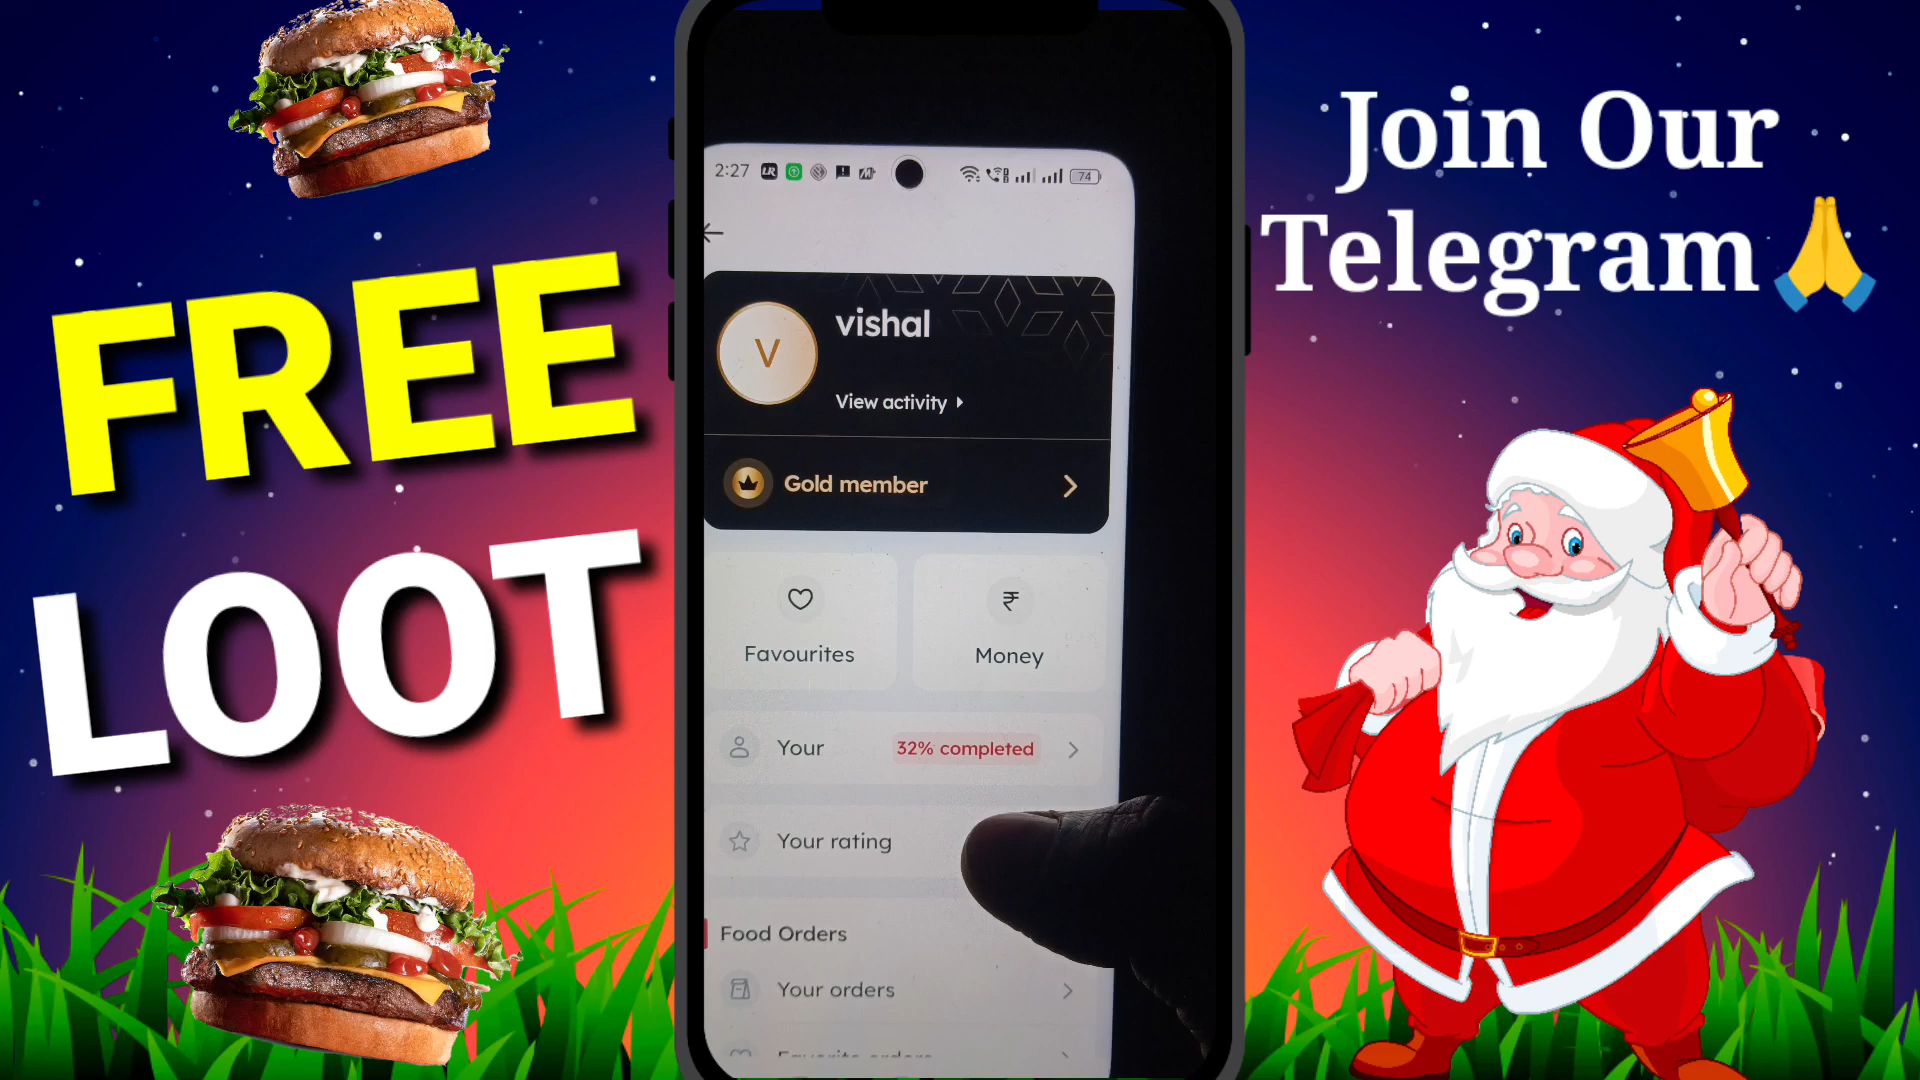 FREE
LOOT
2:27
74
V
vishal
View activity
Gold member
Favourites
₹
Money
Your
32% completed
Your rating
Food Orders
Your orders
Join Our
Telegram🙏